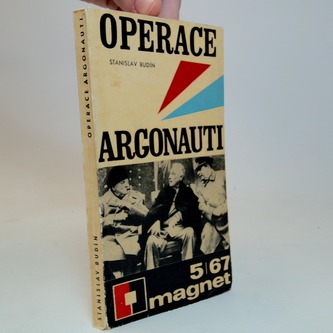 OPERACE
STANISLAV BUDÍN
ARGONAUTI
5/67
magnet
OPERACE ARGONAUTI
STANISLAV BUDÍN